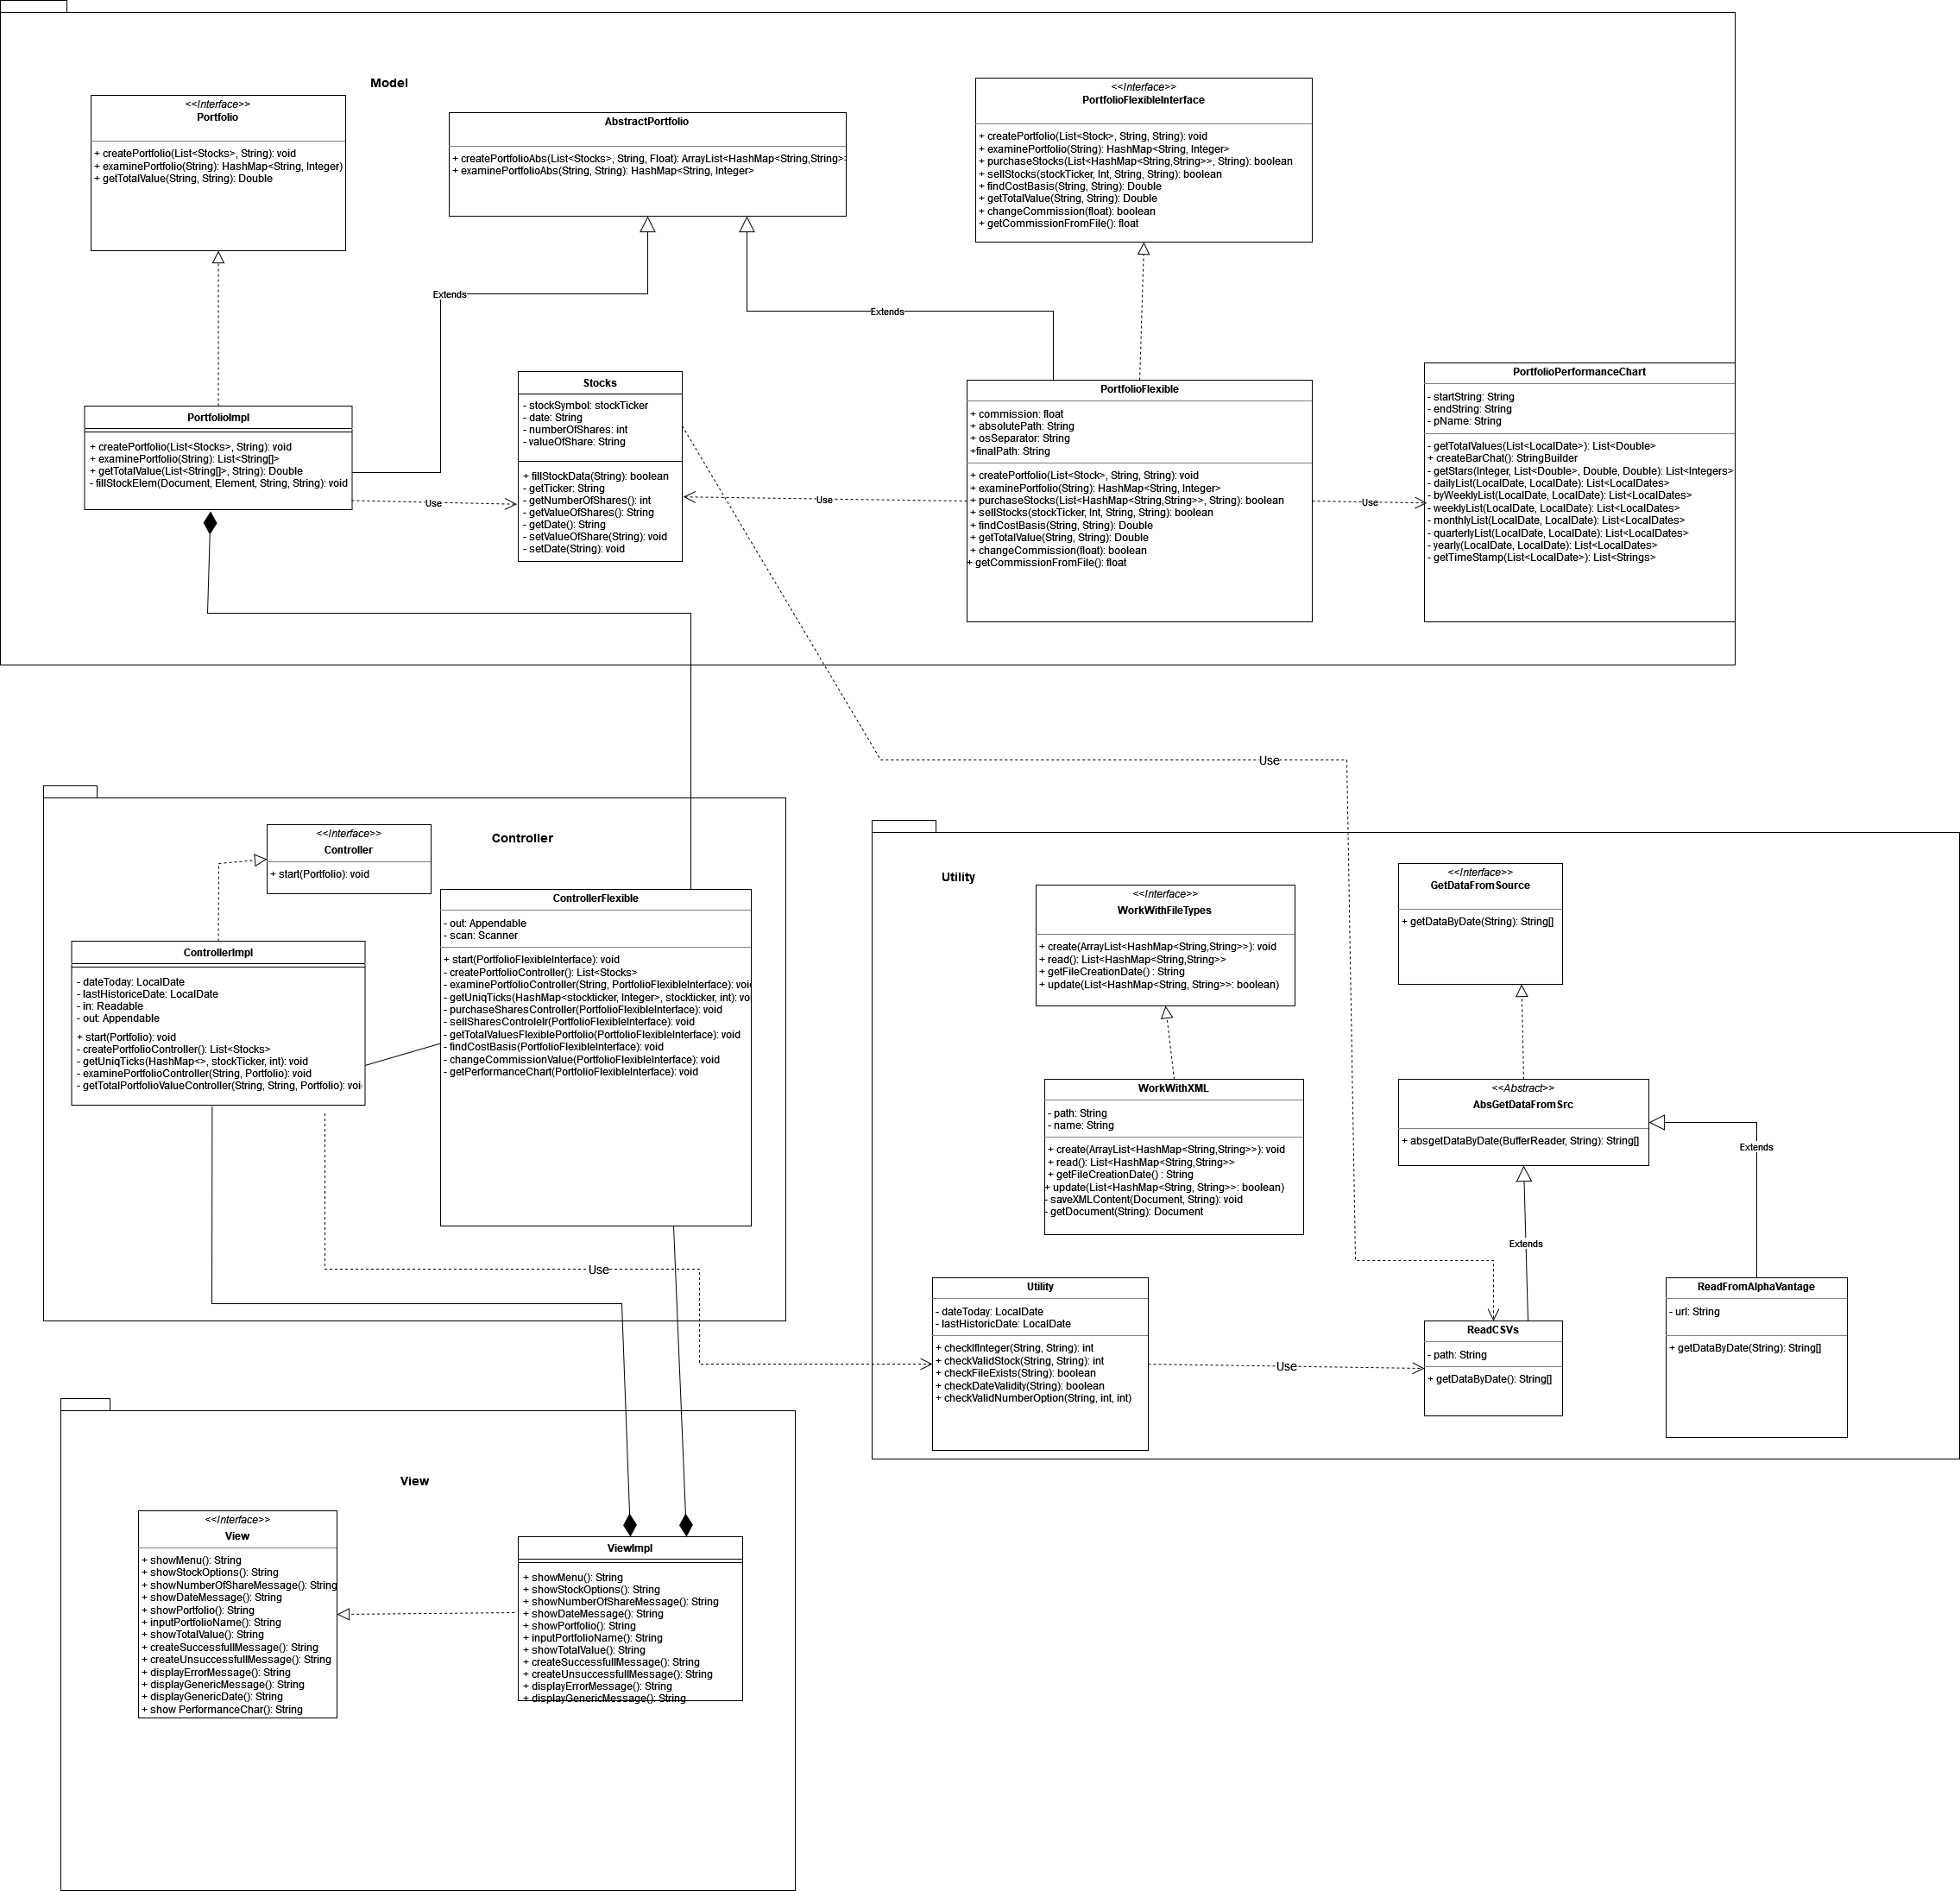 Model
<<Interface>>
Portfolio
+ createPortfolio(List<Stocks>, String): void
+ examinePortfolio(String): HashMap<String, Integer)
+ getTotalValue(String, String): Double
AbstractPortfolio
+ createPortfolioAbs(List<Stocks>, String, Float): ArrayList<HashMap<String,String>>
+ examinePortfolioAbs(String, String): HashMap<String, Integer>
<<Interface>>
PortfolioFlexibleInterface
+ createPortfolio(List<Stock>, String, String): void
+ examinePortfolio(String): HashMap<String, Integer>
+ purchaseStocks(List<HashMap<String,String>>, String): boolean
+ sellStocks(stockTicker, Int, String, String): boolean
+ findCostBasis(String, String): Double
+ getTotalValue(String, String): Double
+ changeCommission(float): boolean
+ getCommissionFromFile(): float
Extends
Extends
PortfolioImpl
+ createPortfolio(List<Stocks>, String): void
+ examinePortfolio(String): List<String[]>
+ getTotalValue(List<String[]>, String): Double
- fillStockElem(Document, Element, String, String): void
Use
Stocks
- stockSymbol: stockTicker
- date: String
- numberOfShares: int
- valueOfShare: String
+ fillStockData(String): boolean
- getTicker: String
- getNumberOfShares(): int
- getValueOfShares(): String
- getDate(): String
- setValueOfShare(String): void
- setDate(String): void
Use
PortfolioFlexible
+ commission: float
+ absolutePath: String
+ osSeparator: String
+finalPath: String
+ createPortfolio(List<Stock>, String, String): void
+ examinePortfolio(String): HashMap<String, Integer>
+ purchaseStocks(List<HashMap<String,String>>, String): boolean
+ sellStocks(stockTicker, Int, String, String): boolean
+ findCostBasis(String, String): Double
+ getTotalValue(String, String): Double
+ changeCommission(float): boolean
+ getCommissionFromFile(): float
Use
PortfolioPerformanceChart
- startString: String
- endString: String
- pName: String
- getTotalValues(List<LocalDate>): List<Double>
+ createBarChat(): StringBuilder
- getStars(Integer, List<Double>, Double, Double): List<Integers>
- dailyList(LocalDate, LocalDate): List<LocalDates>
- byWeeklyList(LocalDate, LocalDate): List<LocalDates>
- weeklyList(LocalDate, LocalDate): List<LocalDates>
- monthlyList(LocalDate, LocalDate): List<LocalDates>
- quarterlyList(LocalDate, LocalDate): List<LocalDates>
- yearly(LocalDate, LocalDate): List<LocalDates>
- getTimeStamp(List<LocalDate>): List<Strings>
Use
Controller
<<Interface>>
Controller
+ start(Portfolio): void
ControllerImpl
- dateToday: LocalDate
- lastHistoriceDate: LocalDate
- in: Readable
- out: Appendable
+ start(Portfolio): void
- createPortfolioController(): List<Stocks>
- getUniqTicks(HashMap<>, stockTicker, int): void
- examinePortfolioController(String, Portfolio): void
- getTotalPortfolioValueController(String, String, Portfolio): voi
ControllerFlexible
- out: Appendable
- scan: Scanner
+ start(PortfolioFlexibleInterface): void
- createPortfolioController(): List<Stocks>
- examinePortfolioController(String, PortfolioFlexibleInterface): voi
- getUniqTicks(HashMap<stockticker, Integer>, stockticker, int): vo
- purchaseSharesController(PortfolioFlexibleInterface): void
- sellSharesControlelr(PortfolioFlexibleInterface): void
- getTotalValuesFlexiblePortfolio(PortfolioFlexibleInterface): void
- findCostBasis(PortfolioFlexibleInterface): void
- changeCommissionValue(PortfolioFlexibleInterface): void
- getPerformanceChart(PortfolioFlexibleInterface): void
Use
Utility
<<Interface>>
WorkWithFileTypes
+ create(ArrayList<HashMap<String,String>>): void
+ read(): List<HashMap<String,String>>
+ getFileCreationDate() : String
+ update(List<HashMap<String, String>>: boolean)
<<Interface>>
GetDataFromSource
+ getDataByDate(String): String[]
WorkWithXML
- path: String
- name: String
+ create(ArrayList<HashMap<String,String>>): void
+ read(): List<HashMap<String,String>>
+ getFileCreationDate() : String
+ update(List<HashMap<String, String>>: boolean)
- saveXMLContent(Document, String): void
- getDocument(String): Document
<<Abstract>>
AbsGetDataFromSrc
+ absgetDataByDate(BufferReader, String): String[]
Extends
Extends
Utility
- dateToday: LocalDate
- lastHistoricDate: LocalDate
+ checkIfInteger(String, String): int
+ checkValidStock(String, String): int
+ checkFileExists(String): boolean
+ checkDateValidity(String): boolean
+ checkValidNumberOption(String, int, int)
Use
ReadCSVs
- path: String
+ getDataByDate(): String[]
ReadFromAlphaVantage
- url: String
+ getDataByDate(String): String[]
View
<<Interface>>
View
+ showMenu(): String
+ showStockOptions(): String
+ showNumberOfShareMessage(): String
+ showDateMessage(): String
+ showPortfolio(): String
+ inputPortfolioName(): String
+ showTotalValue(): String
+ createSuccessfullMessage(): String
+ createUnsuccessfullMessage(): String
+ displayErrorMessage(): String
+ displayGenericMessage(): String
+ displayGenericDate(): String
+ show PerformanceChar(): String
ViewImpl
+ showMenu(): String
+ showStockOptions(): String
+ showNumberOfShareMessage(): String
+ showDateMessage(): String
+ showPortfolio(): String
+ inputPortfolioName(): String
+ showTotalValue(): String
+ createSuccessfullMessage(): String
+ createUnsuccessfullMessage(): String
+ displayErrorMessage(): String
+ displayGenericMessage(): String